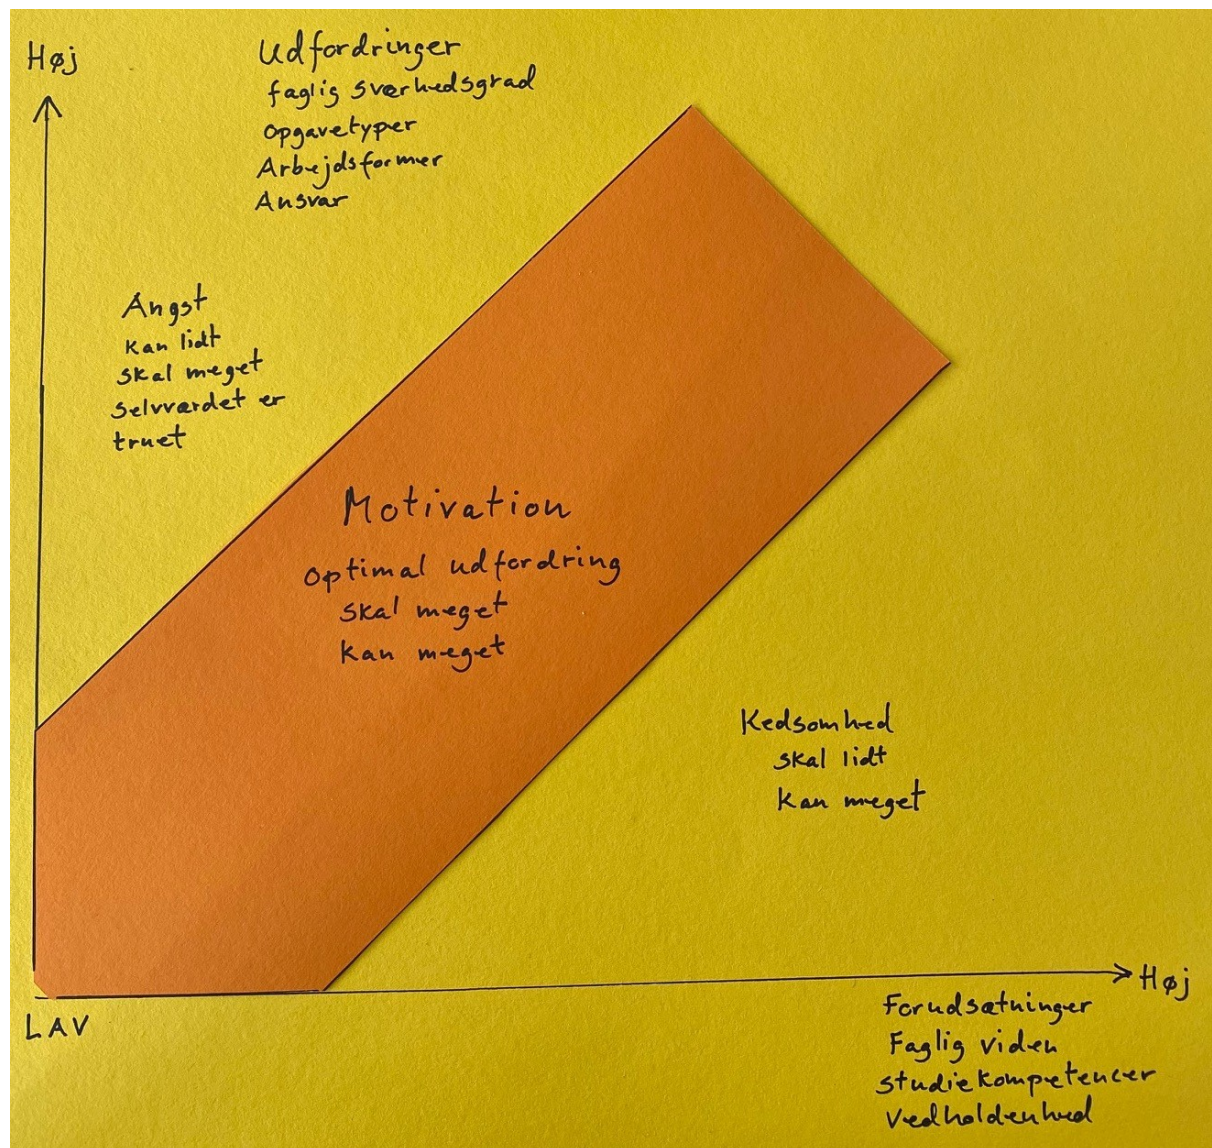 Høj
Udfordringer
faglig sværhedsgrad
opgavetyper
Arbejdsformer
Ansvar
Angst
kan lidt
skal meget
selvværdet er
truet
Motivation
optimal udfordring
skal meget
kan meget
Kedsomhed
skal lidt
kan meget
Høj
LAV
Forudsætninger
Faglig viden
studiekompetencer
vedholdenhed